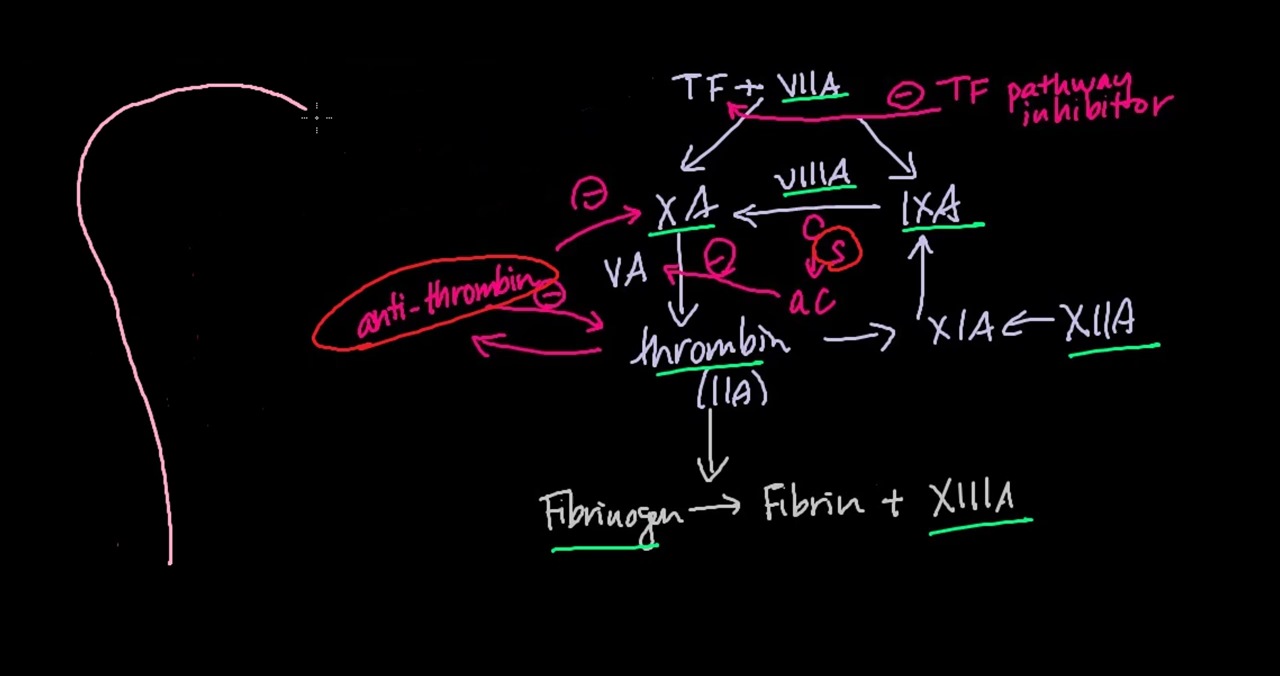 TF + VIIA
⊖ TF pathway
inhibitor
VIIIA
⊖
XA
IXA
C
S
VA
⊖
anti-thrombin
⊖
aC
thrombin
XIA
XIIA
(IIA)
Fibrinogen → Fibrin + XIIIA